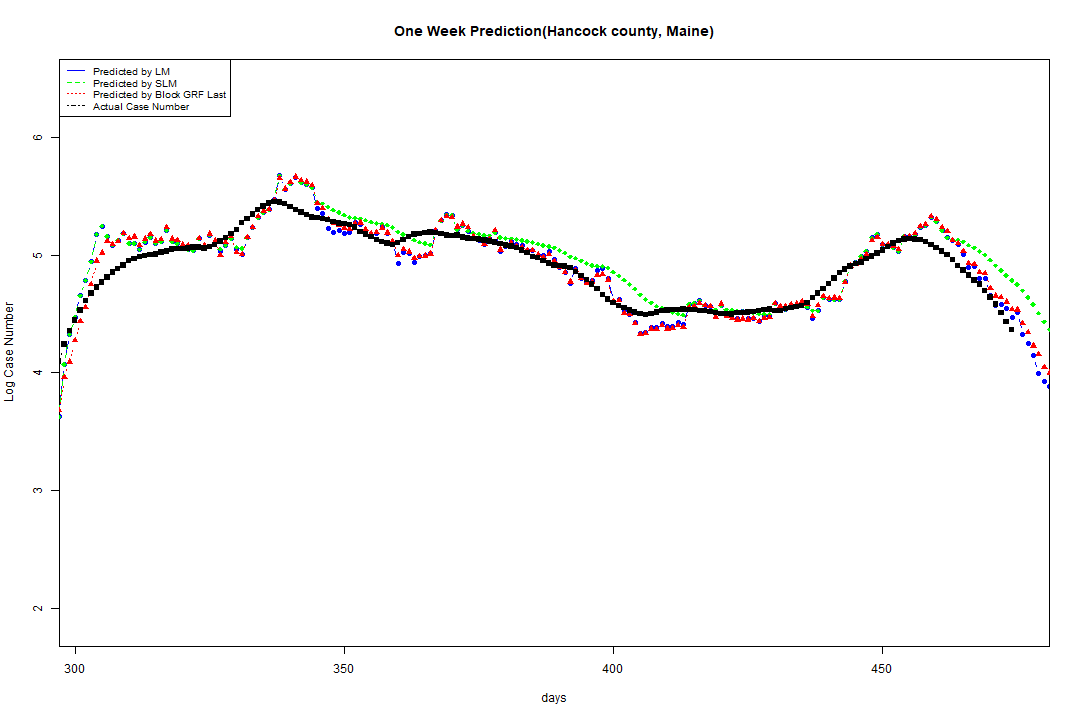 One Week Prediction(Hancock county, Maine)
Predicted by LM
Predicted by SLM
Predicted by Block GRF Last
Actual Case Number
6
5
4
3
2
Log Case Number
300 350 400 450
days